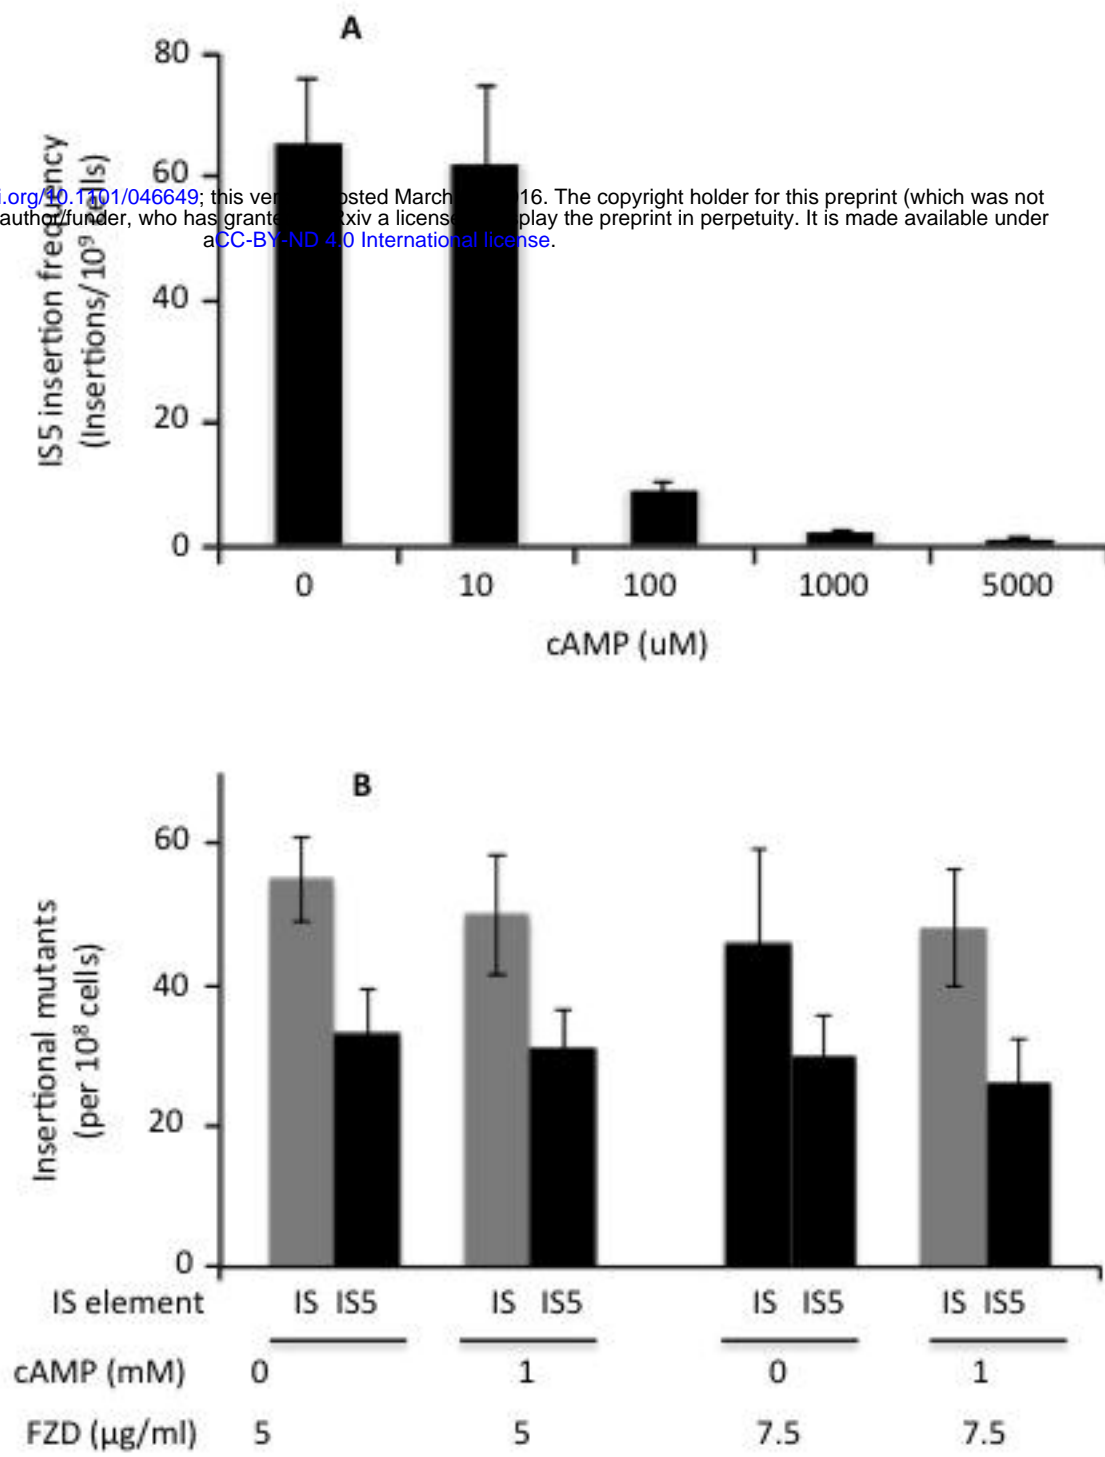 A
80
60
40
20
0
IS5 insertion frequency
(Insertions/10⁹ cells)
i.org/10.1101/046649; this ver osted March 16. The copyright holder for this preprint (which was not
author/funder, who has grante Rxiv a license play the preprint in perpetuity. It is made available under
aCC-BY-ND 4.0 International license.
0 10 100 1000 5000
cAMP (uM)
B
60
40
20
0
Insertional mutants
(per 10⁸ cells)
IS element IS IS5 IS IS5 IS IS5 IS IS5
cAMP (mM) 0 1 0 1
FZD (µg/ml) 5 5 7.5 7.5